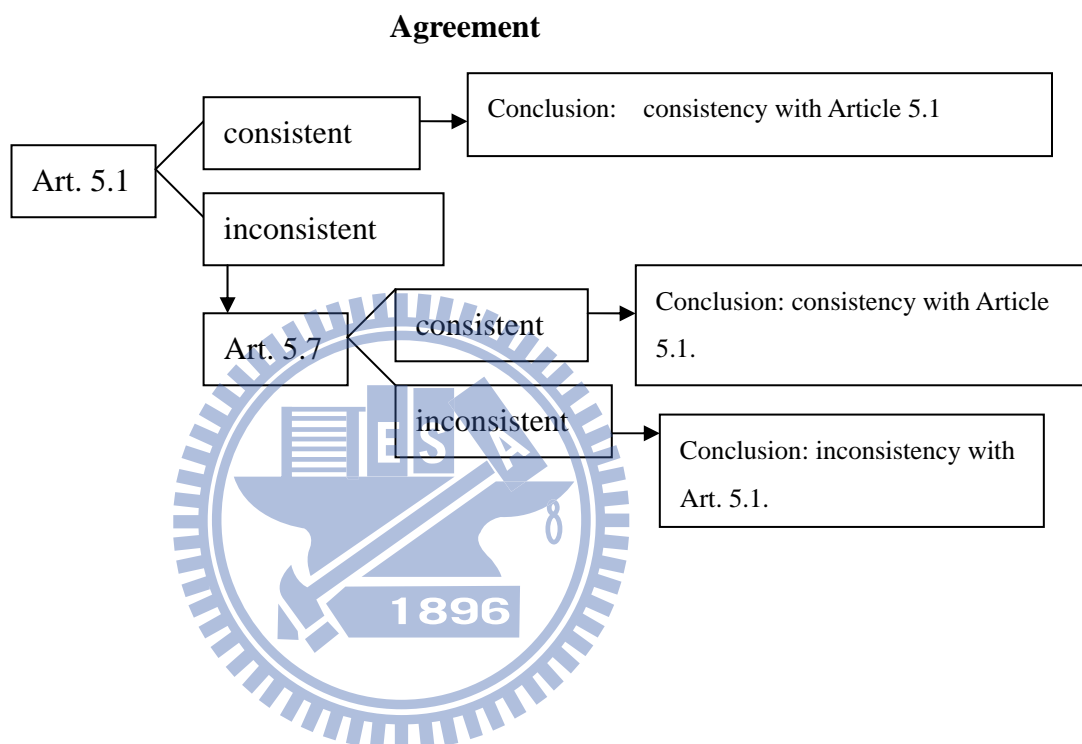 Agreement
Conclusion: consistency with Article 5.1
consistent
Art. 5.1
inconsistent
Conclusion: consistency with Article
5.1.
consistent
Art. 5.7
inconsistent
Conclusion: inconsistency with
Art. 5.1.
E S A
1896